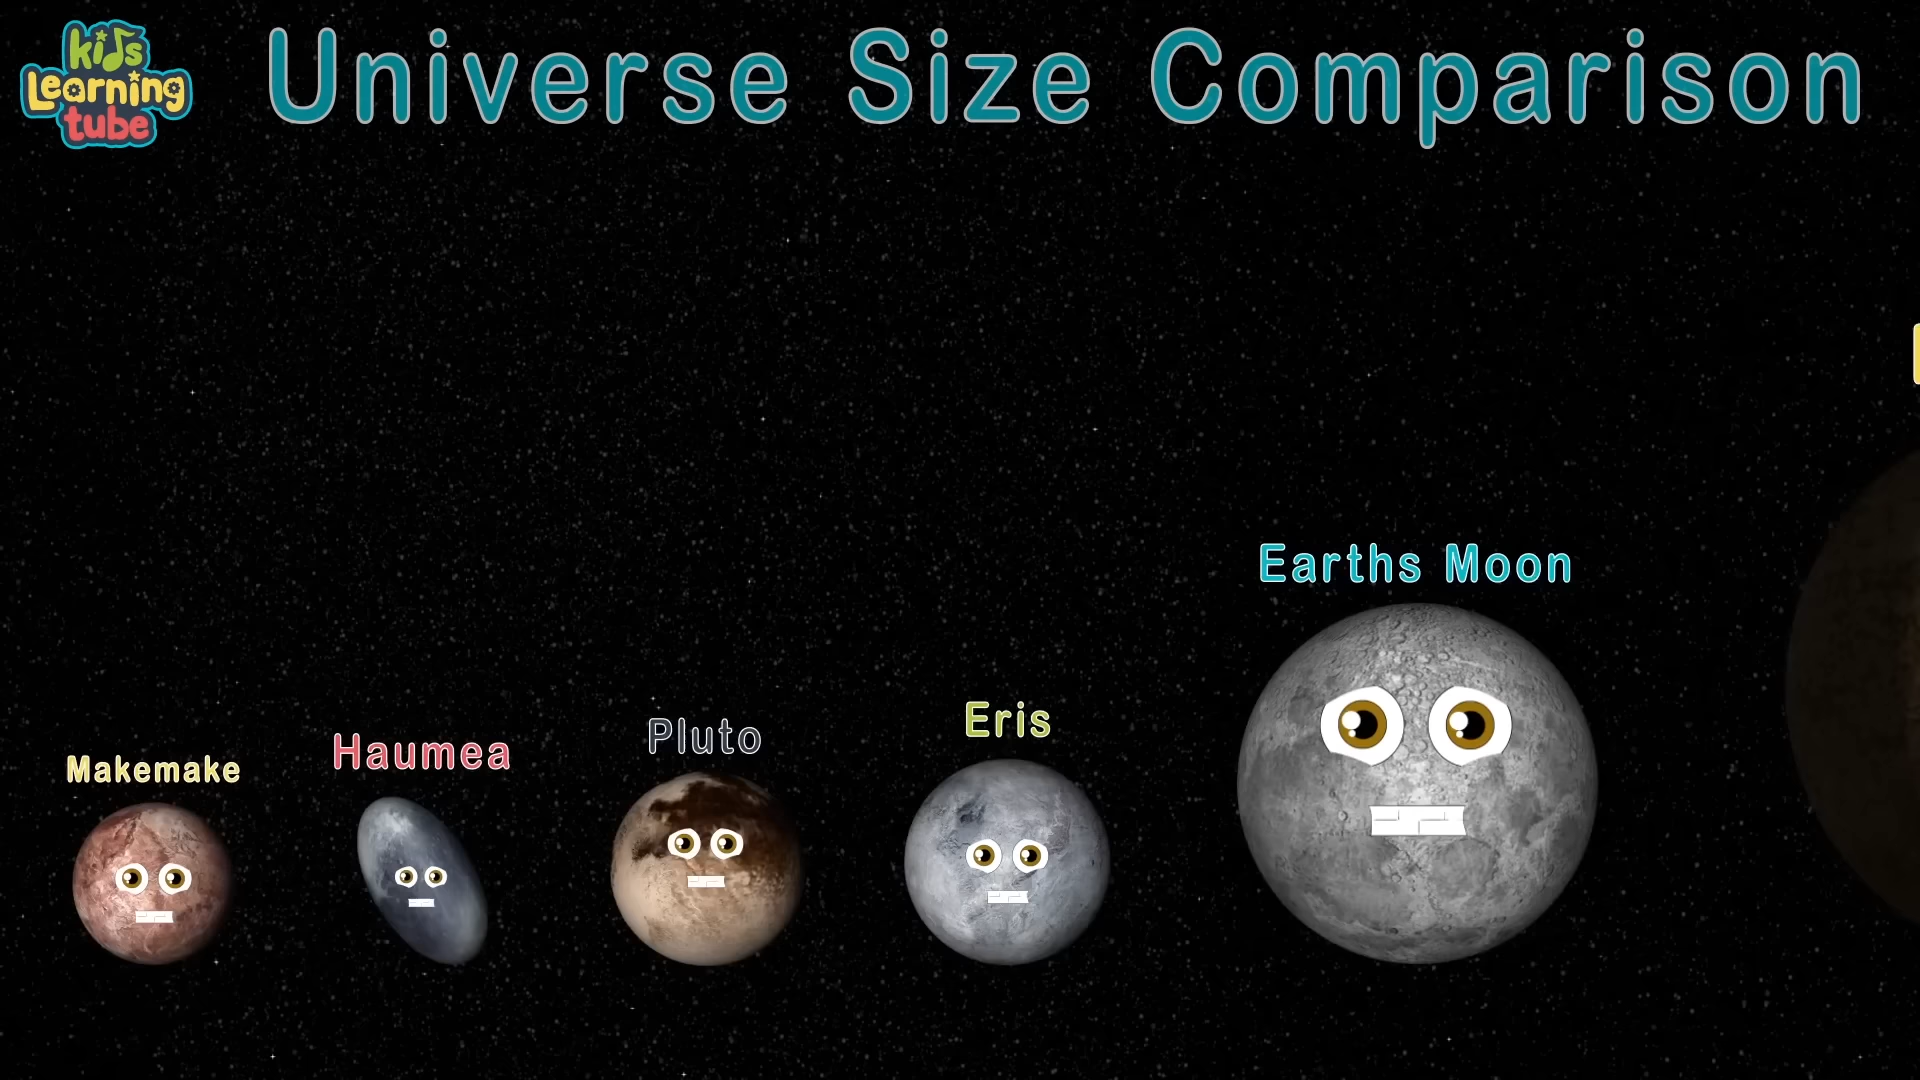 kids
Learning
tube
Universe Size Comparison
Earths Moon
Eris
Pluto
Haumea
Makemake